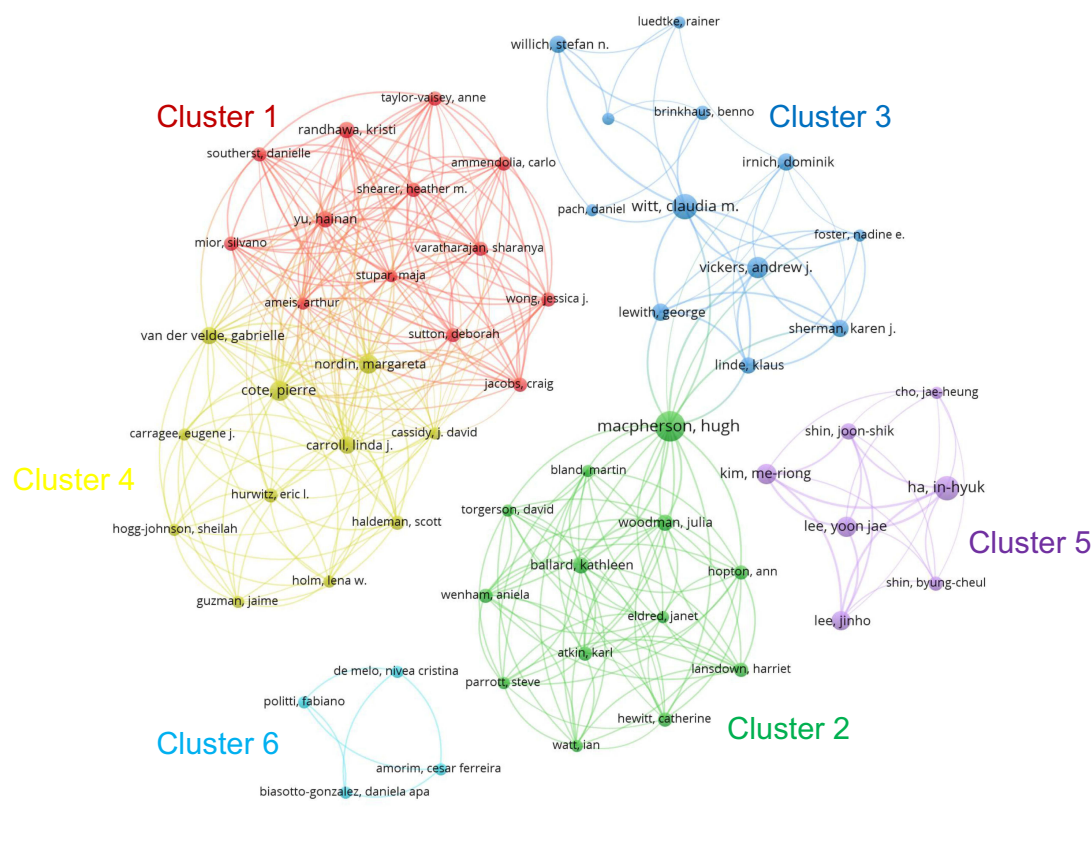 luedtke, rainer
willich, stefan n.
taylor-vaisey, anne
Cluster 1
brinkhaus, benno
Cluster 3
randhawa, kristi
southerst, danielle
ammendolia, carlo
irnich, dominik
shearer, heather m.
pach, daniel
witt, claudia m.
yu, hainan
foster, nadine e.
mior, silvano
varatharajan, sharanya
vickers, andrew j.
stupar, maja
ameis, arthur
wong, jessica j.
lewith, george
sherman, karen j.
van der velde, gabrielle
sutton, deborah
nordin, margareta
linde, klaus
cote, pierre
jacobs, craig
cho, jae-heung
macpherson, hugh
shin, joon-shik
carragee, eugene j.
cassidy, j. david
carroll, linda j.
bland, martin
kim, me-riong
Cluster 4
ha, in-hyuk
hurwitz, eric l.
torgerson, david
woodman, julia
haldeman, scott
hogg-johnson, sheilah
lee, yoon jae
Cluster 5
ballard, kathleen
hopton, ann
holm, lena w.
shin, byung-cheul
wenham, aniela
guzman, jaime
eldred, janet
lee, jinho
atkin, karl
de melo, nivea cristina
lansdown, harriet
parrott, steve
politti, fabiano
hewitt, catherine
Cluster 2
Cluster 6
watt, ian
amorim, cesar ferreira
biasotto-gonzalez, daniela apa